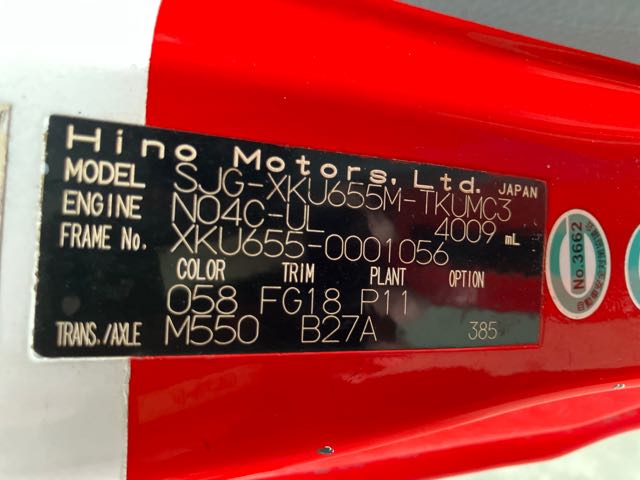 Hino Motors, Ltd. JAPAN
MODEL SJG-XKU655M-TKUMC3
ENGINE N04C-UL 4009 mL
FRAME No. XKU655-0001056
COLOR TRIM PLANT OPTION
058 FG18 P11
TRANS./AXLE M550 B27A 385
No.3662